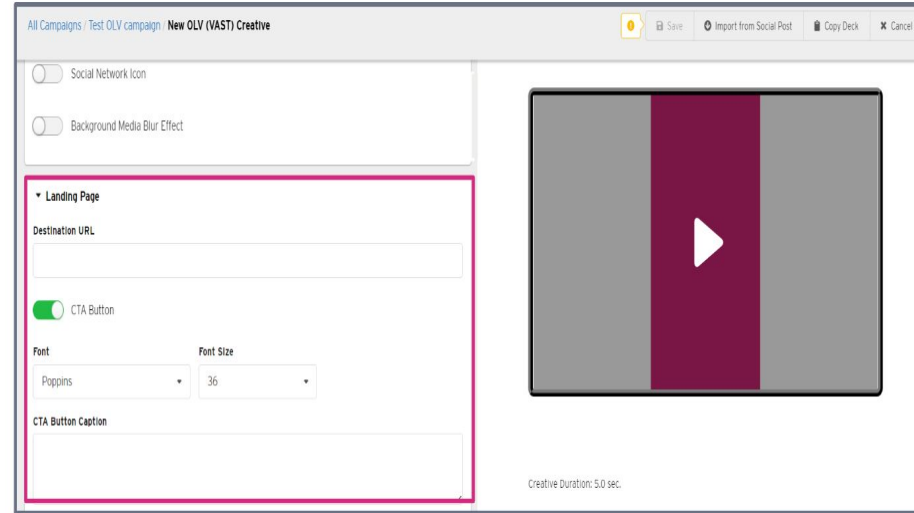 All Campaigns / Test OLV campaign / New OLV (VAST) Creative
Save
Import from Social Post
Copy Deck
Cancel
Social Network Icon
Background Media Blur Effect
Landing Page
Destination URL
CTA Button
Font
Font Size
Poppins
36
CTA Button Caption
Creative Duration: 5.0 sec.